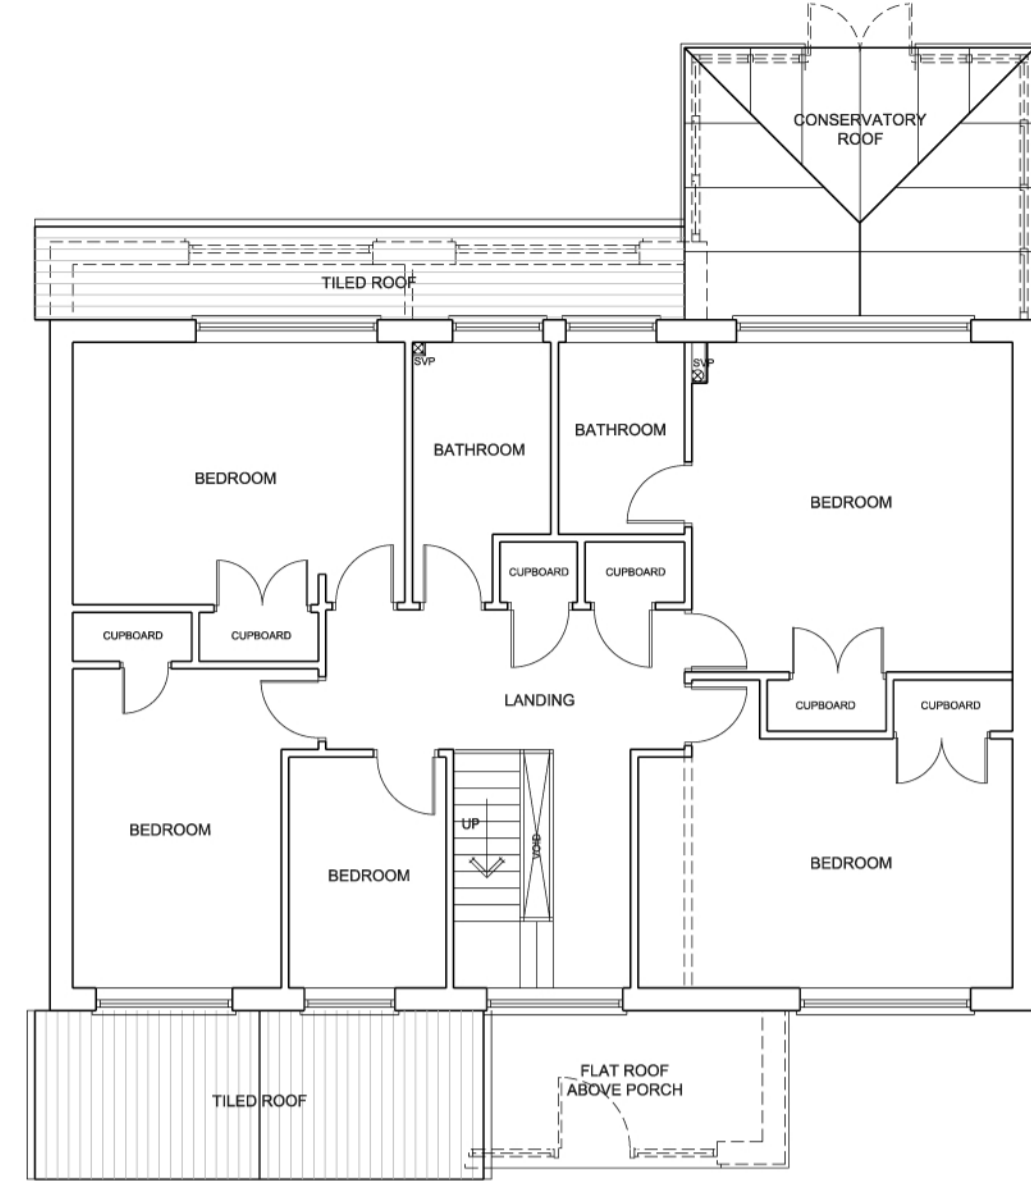 CONSERVATORY
ROOF
TILED ROOF
SVP
SVP
BATHROOM
BATHROOM
BEDROOM
BEDROOM
CUPBOARD
CUPBOARD
CUPBOARD
CUPBOARD
LANDING
CUPBOARD
CUPBOARD
UP
VOID
BEDROOM
BEDROOM
BEDROOM
FLAT ROOF
ABOVE PORCH
TILED ROOF